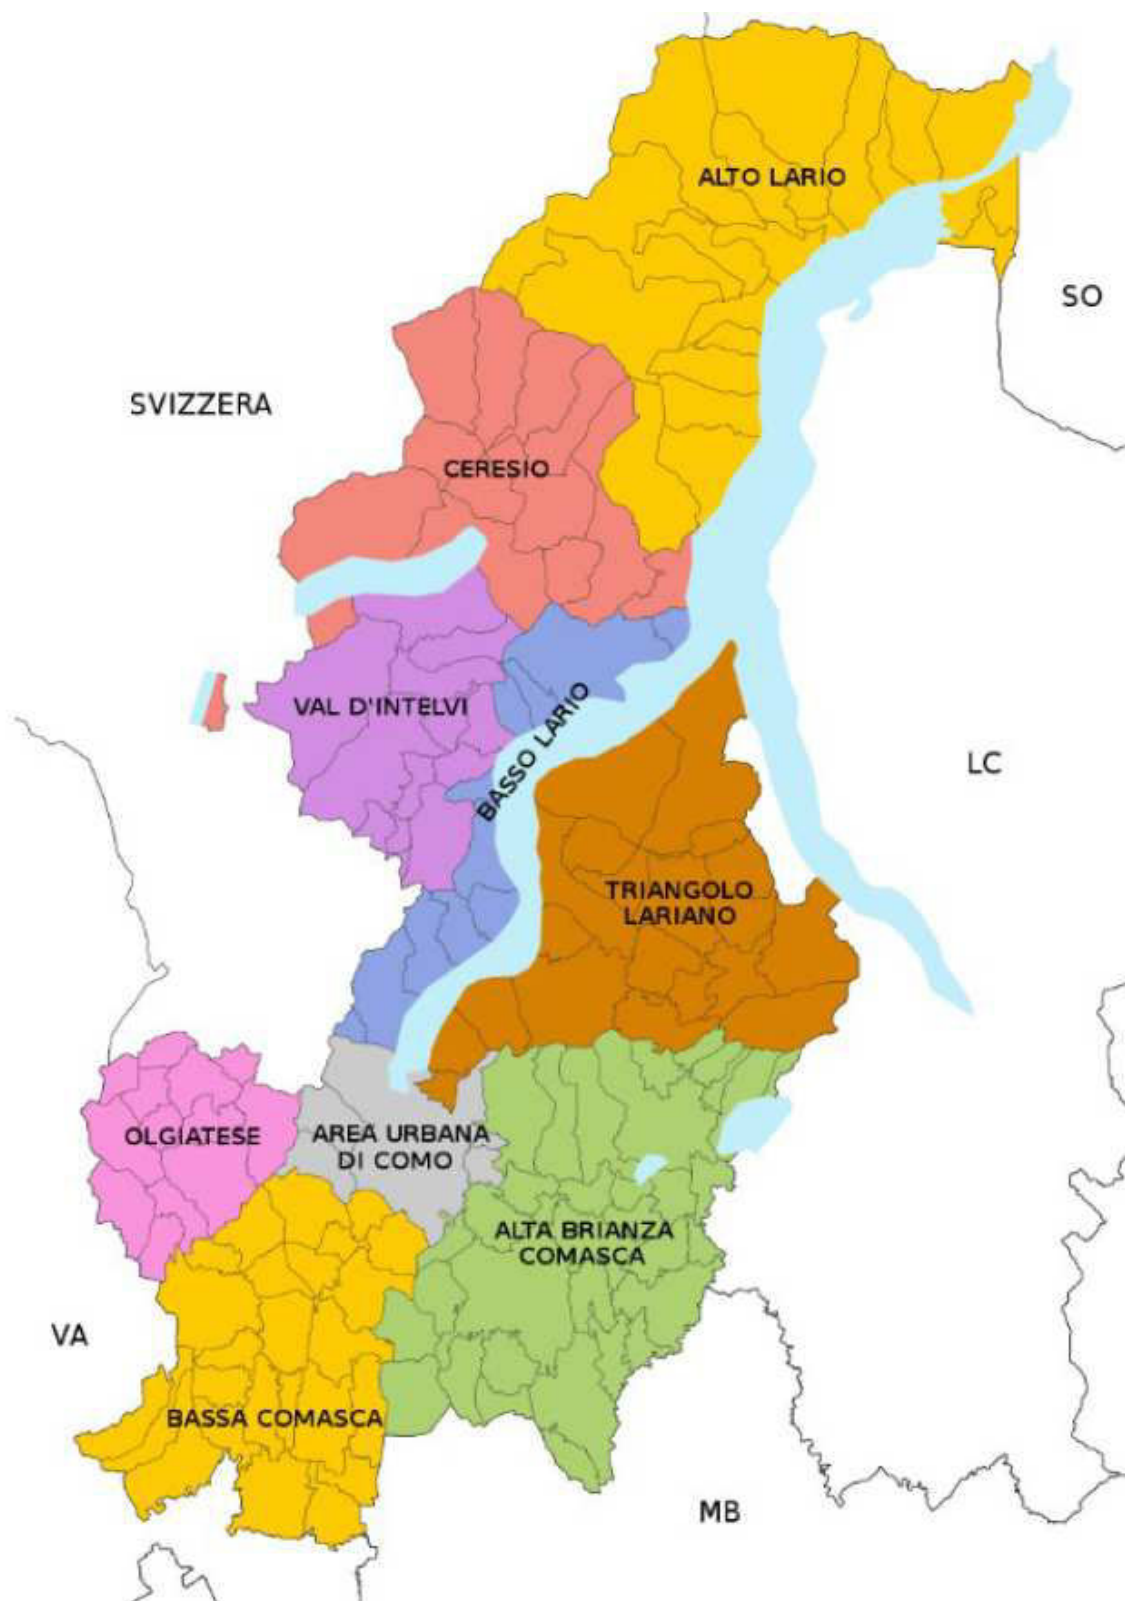 ALTO LARIO
SO
SVIZZERA
CERESIO
VAL D'INTELVI
BASSO LARIO
LC
TRIANGOLO
LARIANO
OLGIATESE
AREA URBANA
DI COMO
ALTA BRIANZA
COMASCA
VA
BASSA COMASCA
MB